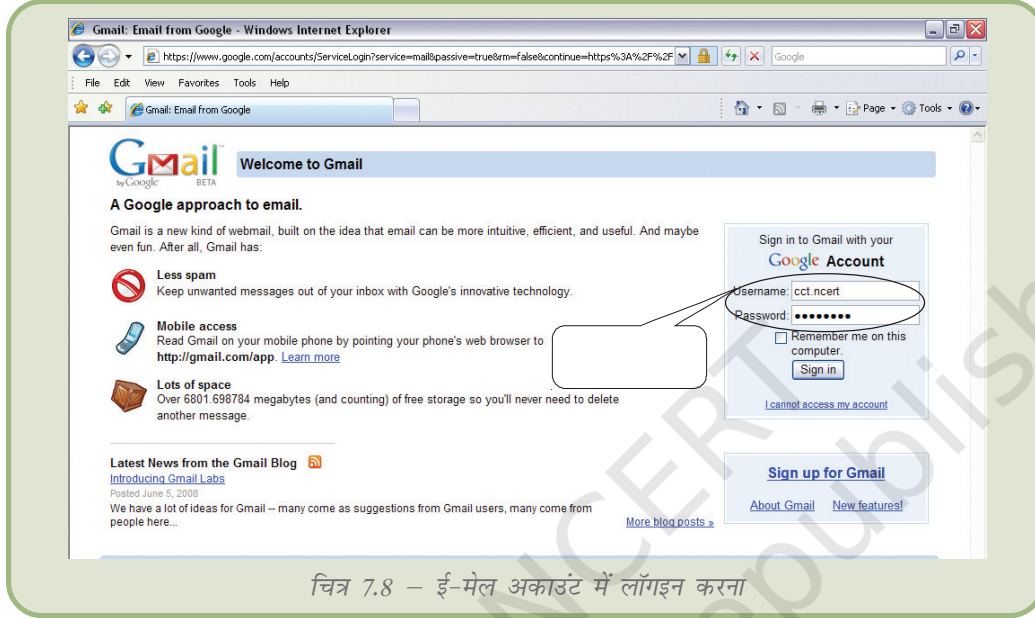 Gmail: Email from Google - Windows Internet Explorer
https://www.google.com/accounts/ServiceLogin?service=mail&passive=true&rm=false&continue=https%3A%2F%2F
Google
File Edit View Favorites Tools Help
Gmail: Email from Google
Page Tools
Gmail
by Google BETA
Welcome to Gmail
A Google approach to email.
Gmail is a new kind of webmail, built on the idea that email can be more intuitive, efficient, and useful. And maybe
even fun. After all, Gmail has:
Less spam
Keep unwanted messages out of your inbox with Google's innovative technology.
Mobile access
Read Gmail on your mobile phone by pointing your phone's web browser to
http://gmail.com/app. Learn more
Lots of space
Over 6801.698784 megabytes (and counting) of free storage so you'll never need to delete
another message.
Latest News from the Gmail Blog
Introducing Gmail Labs
Posted June 5, 2008
We have a lot of ideas for Gmail -- many come as suggestions from Gmail users, many come from
people here...
More blog posts »
Sign in to Gmail with your
Google Account
Username: cct.ncert
Password: ●●●●●●●●
Remember me on this
computer.
Sign in
I cannot access my account
Sign up for Gmail
About Gmail New features!
चित्र 7.8 – ई-मेल अकाउंट में लॉगइन करना
NCERT
republish